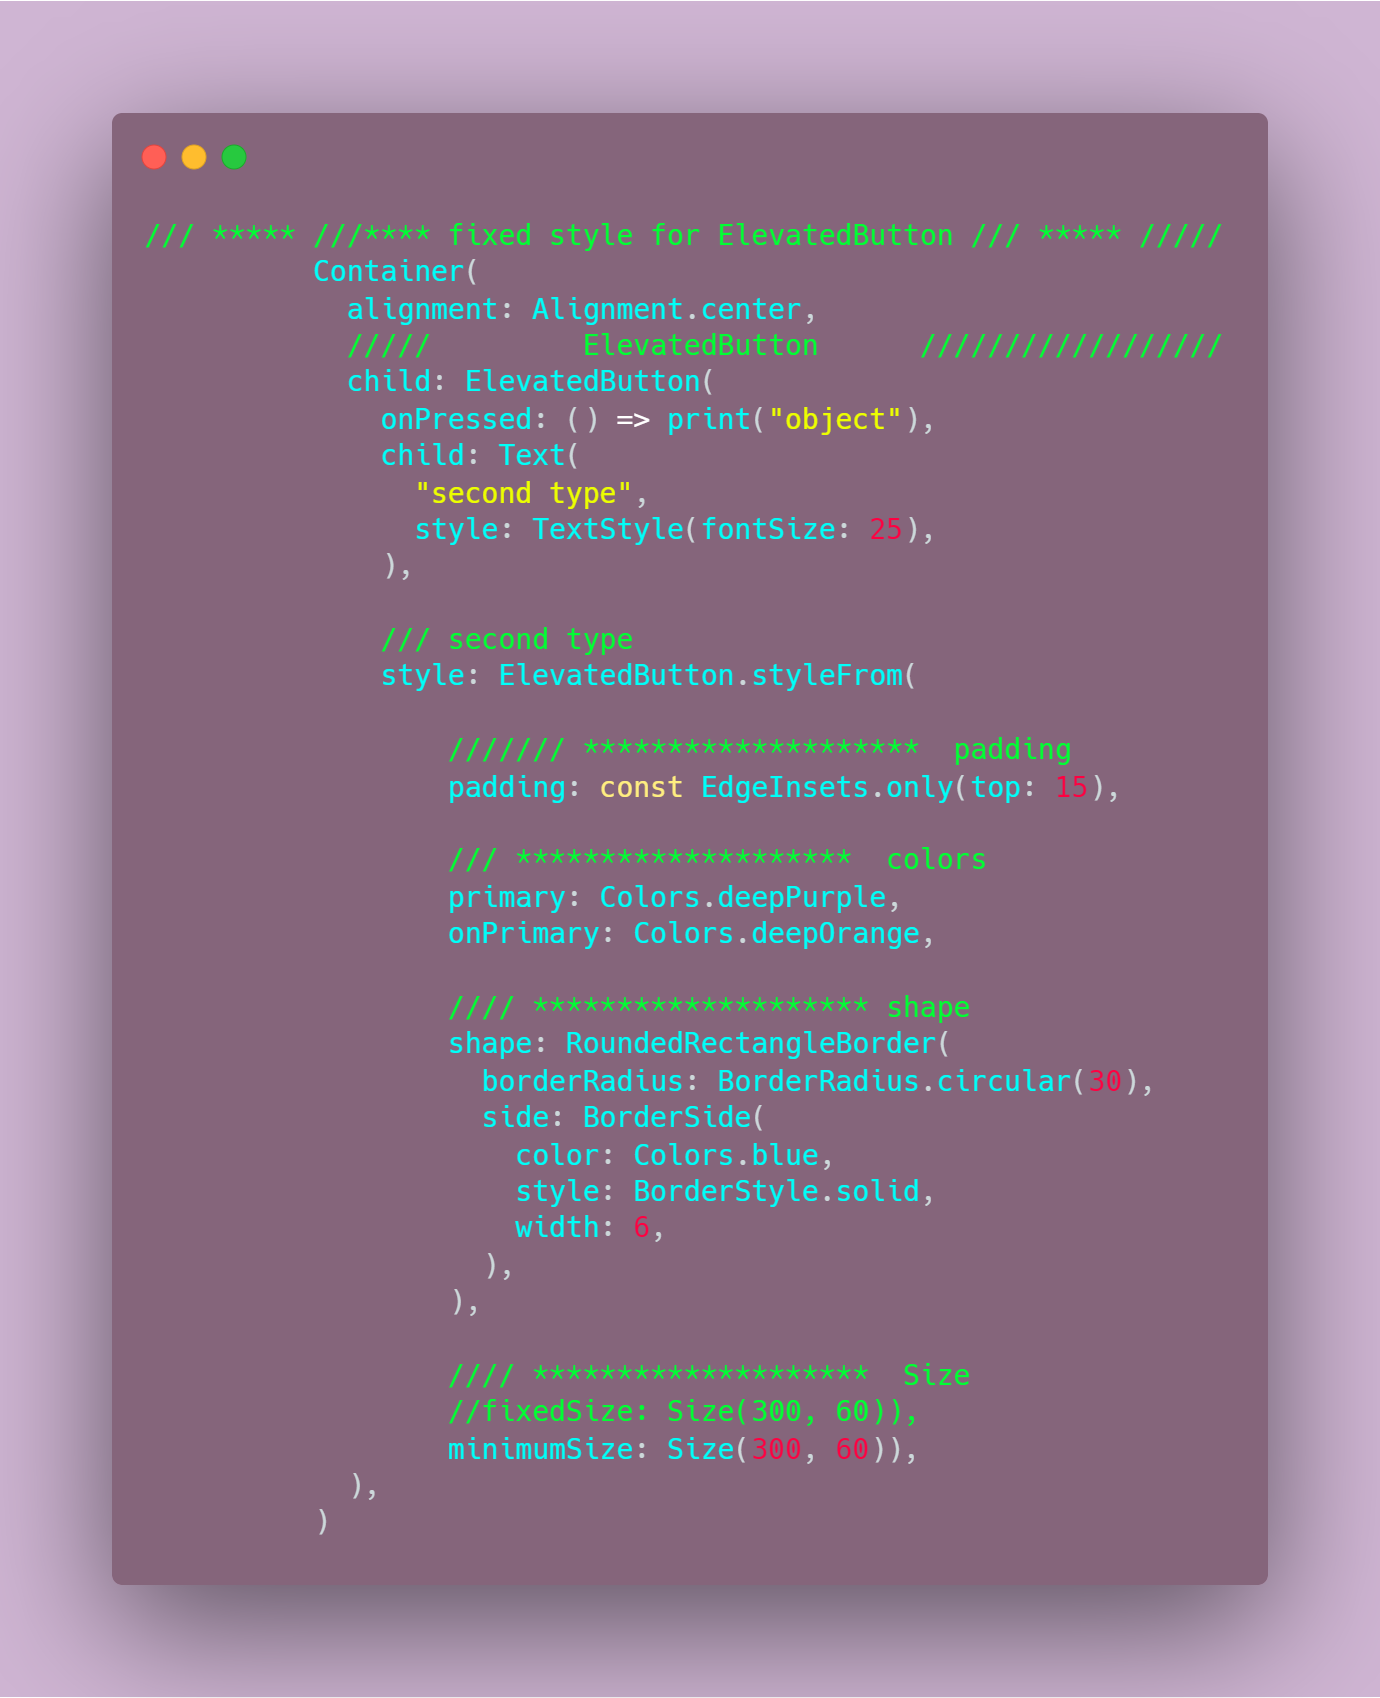 /// ***** ///**** fixed style for ElevatedButton /// ***** /////
Container(
alignment: Alignment.center,
///// ElevatedButton //////////////////
child: ElevatedButton(
onPressed: () => print("object"),
child: Text(
"second type",
style: TextStyle(fontSize: 25),
),
/// second type
style: ElevatedButton.styleFrom(
/////// ******************** padding
padding: const EdgeInsets.only(top: 15),
/// ******************** colors
primary: Colors.deepPurple,
onPrimary: Colors.deepOrange,
//// ******************** shape
shape: RoundedRectangleBorder(
borderRadius: BorderRadius.circular(30),
side: BorderSide(
color: Colors.blue,
style: BorderStyle.solid,
width: 6,
),
),
//// ******************** Size
//fixedSize: Size(300, 60)),
minimumSize: Size(300, 60)),
),
)